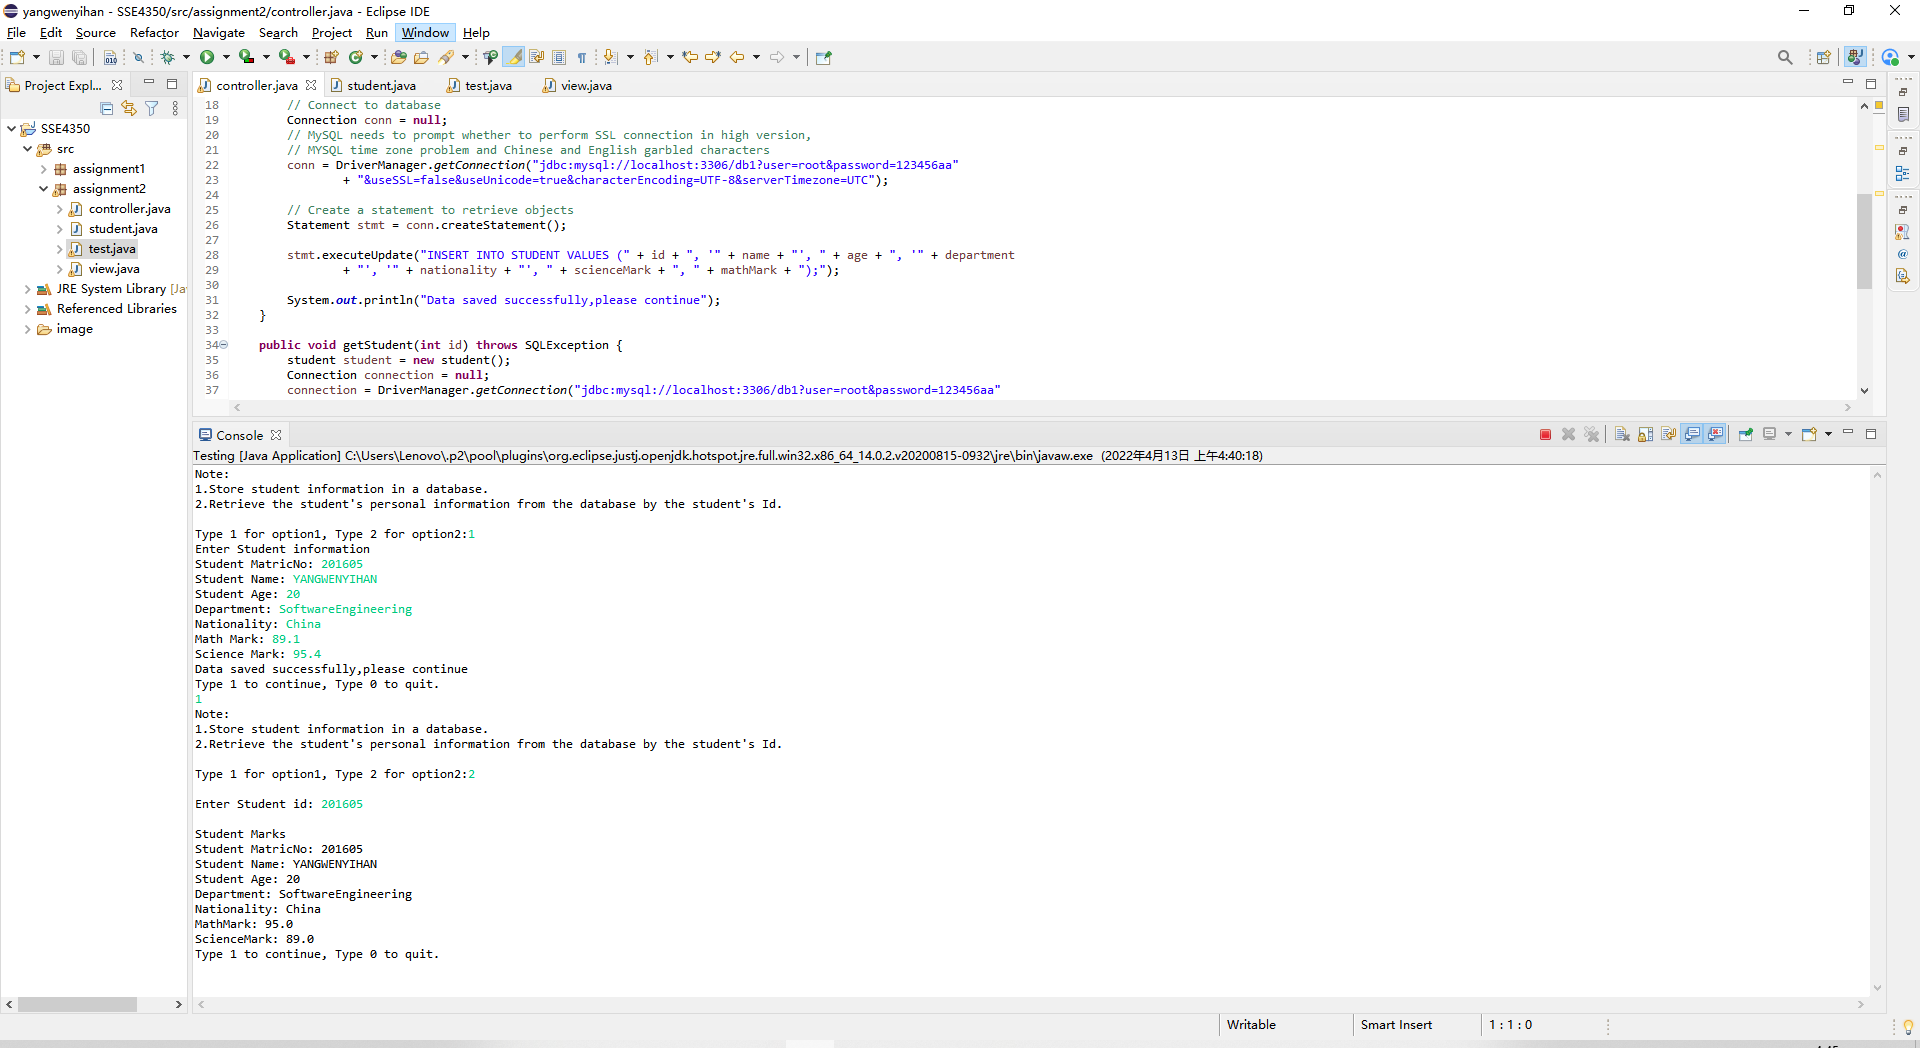 yangwenyihan - SSE4350/src/assignment2/controller.java - Eclipse IDE
File Edit Source Refactor Navigate Search Project Run Window Help
Project Expl...
controller.java student.java test.java view.java
SSE4350
src
assignment1
assignment2
controller.java
student.java
test.java
view.java
JRE System Library [Ja
Referenced Libraries
image
18 // Connect to database
19 Connection conn = null;
20 // MySQL needs to prompt whether to perform SSL connection in high version,
21 // MYSQL time zone problem and Chinese and English garbled characters
22 conn = DriverManager.getConnection("jdbc:mysql://localhost:3306/db1?user=root&password=123456aa"
23 + "&useSSL=false&useUnicode=true&characterEncoding=UTF-8&serverTimezone=UTC");
24
25 // Create a statement to retrieve objects
26 Statement stmt = conn.createStatement();
27
28 stmt.executeUpdate("INSERT INTO STUDENT VALUES (" + id + ", '" + name + "', " + age + ", '" + department
29 + "', '" + nationality + "', " + scienceMark + ", " + mathMark + ");");
30
31 System.out.println("Data saved successfully,please continue");
32 }
33
34 public void getStudent(int id) throws SQLException {
35 student student = new student();
36 Connection connection = null;
37 connection = DriverManager.getConnection("jdbc:mysql://localhost:3306/db1?user=root&password=123456aa"
Console
Testing [Java Application] C:\Users\Lenovo\.p2\pool\plugins\org.eclipse.justj.openjdk.hotspot.jre.full.win32.x86_64_14.0.2.v20200815-0932\jre\bin\javaw.exe (2022年4月13日 上午4:40:18)
Note:
1.Store student information in a database.
2.Retrieve the student's personal information from the database by the student's Id.
Type 1 for option1, Type 2 for option2:1
Enter Student information
Student MatricNo: 201605
Student Name: YANGWENYIHAN
Student Age: 20
Department: SoftwareEngineering
Nationality: China
Math Mark: 89.1
Science Mark: 95.4
Data saved successfully,please continue
Type 1 to continue, Type 0 to quit.
1
Note:
1.Store student information in a database.
2.Retrieve the student's personal information from the database by the student's Id.
Type 1 for option1, Type 2 for option2:2
Enter Student id: 201605
Student Marks
Student MatricNo: 201605
Student Name: YANGWENYIHAN
Student Age: 20
Department: SoftwareEngineering
Nationality: China
MathMark: 95.0
ScienceMark: 89.0
Type 1 to continue, Type 0 to quit.
Writable Smart Insert 1 : 1 : 0